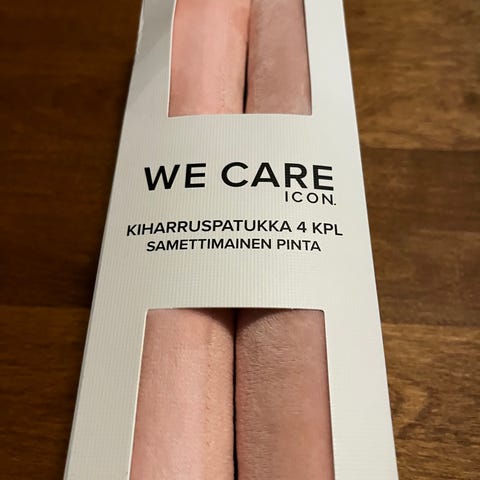 WE CARE
ICON.
KIHARRUSPATUKKA 4 KPL
SAMETTIMAINEN PINTA